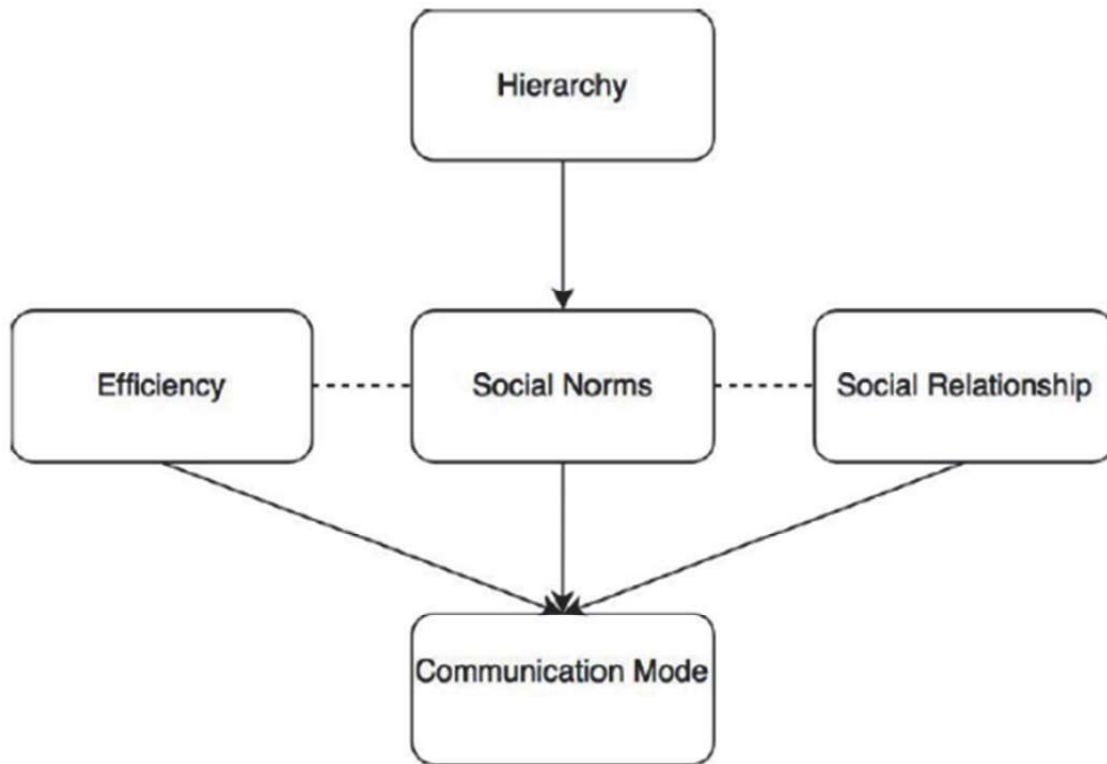 Hierarchy
Efficiency
Social Norms
Social Relationship
Communication Mode